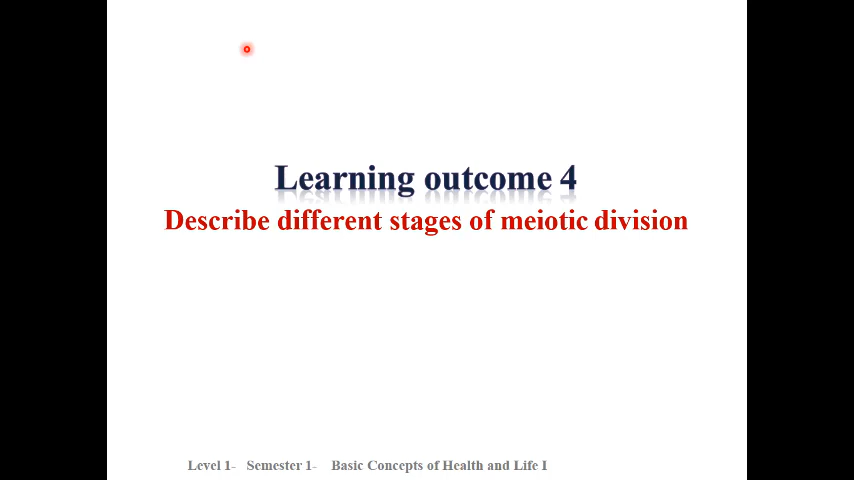 Learning outcome 4
Describe different stages of meiotic division
Level 1- Semester 1- Basic Concepts of Health and Life I